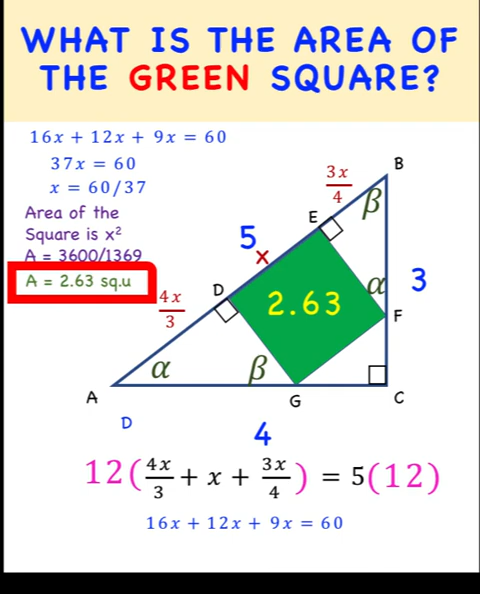 WHAT IS THE AREA OF
THE GREEN SQUARE?
16x + 12x + 9x = 60
37x = 60
x = 60/37
Area of the
Square is x²
A = 3600/1369
A = 2.63 sq.u
B
3x/4
β
E
5
x
α
3
D
2.63
4x/3
F
α
β
A
G
C
D
4
12(4x/3 + x + 3x/4) = 5(12)
16x + 12x + 9x = 60